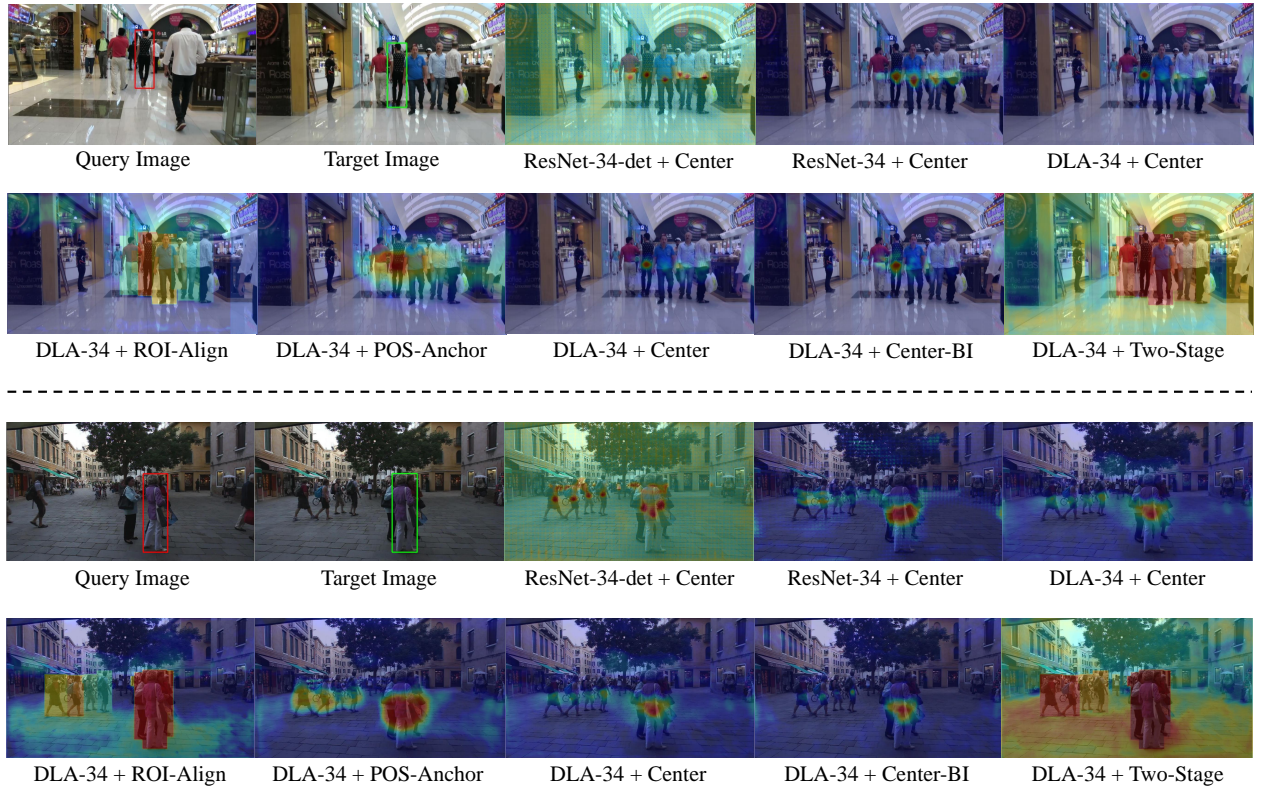 Query Image
Target Image
ResNet-34-det + Center
ResNet-34 + Center
DLA-34 + Center
DLA-34 + ROI-Align
DLA-34 + POS-Anchor
DLA-34 + Center
DLA-34 + Center-BI
DLA-34 + Two-Stage
Query Image
Target Image
ResNet-34-det + Center
ResNet-34 + Center
DLA-34 + Center
DLA-34 + ROI-Align
DLA-34 + POS-Anchor
DLA-34 + Center
DLA-34 + Center-BI
DLA-34 + Two-Stage